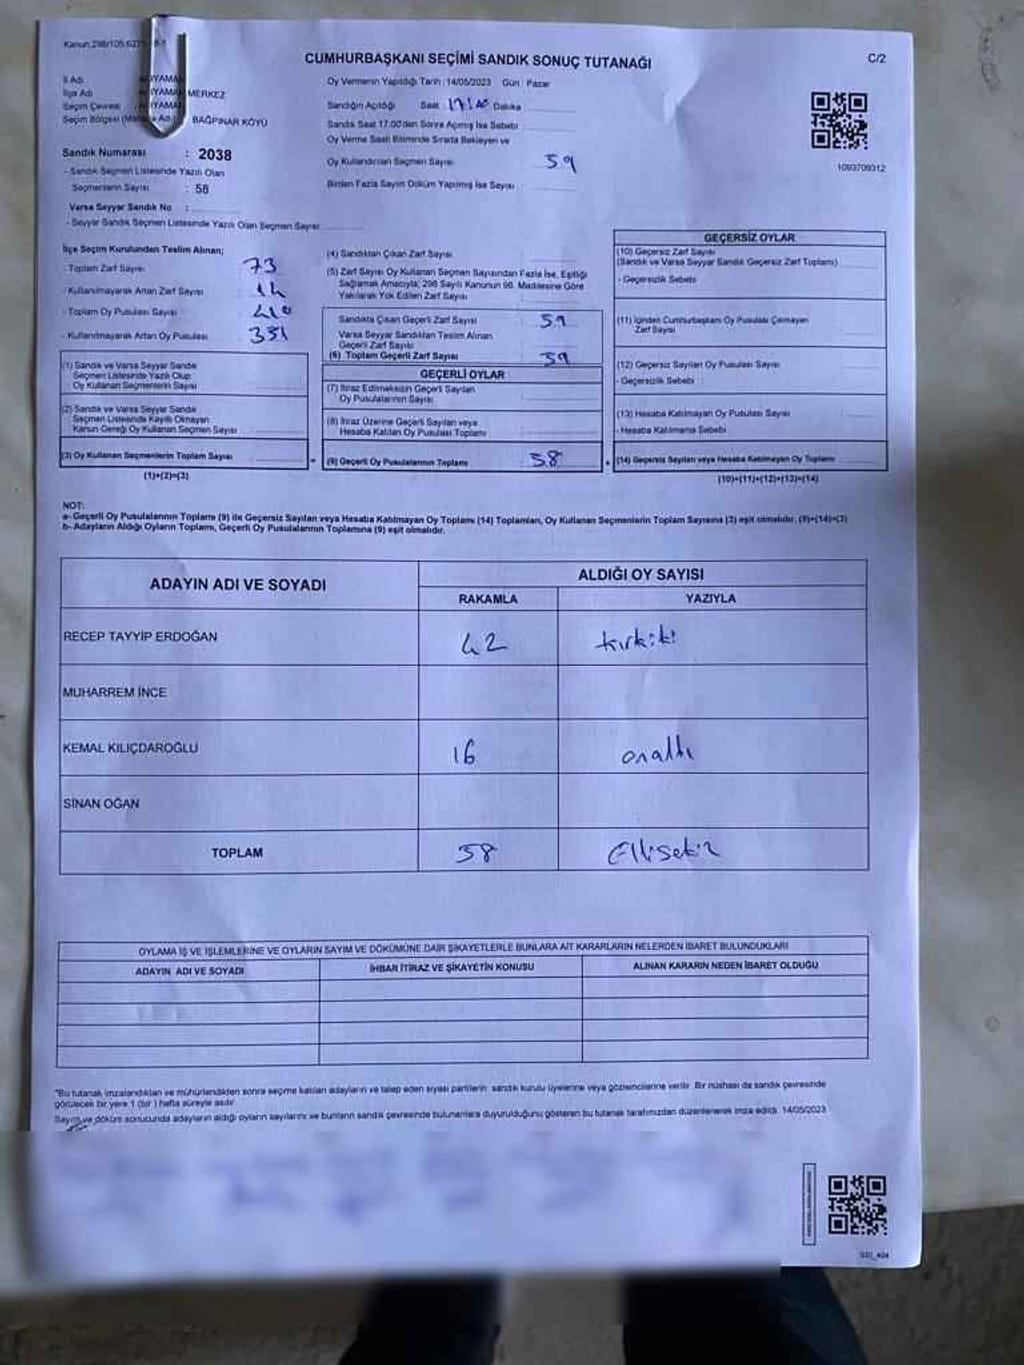 Kanun:298/105,627
CUMHURBAŞKANI SEÇİMİ SANDIK SONUÇ TUTANAĞI
C/2
İl Adı ADIYAMAN
İlçe Adı ADIYAMAN MERKEZ
Seçim Çevresi ADIYAMAN
Seçim Bölgesi BAĞPINAR KÖYÜ
Sandık Numarası : 2038
- Sandık Seçmen Listesinde Yazılı Olan
Seçmenlerin Sayısı : 58
Varsa Seyyar Sandık No :
- Seyyar Sandık Seçmen Listesinde Yazılı Olan Seçmen Sayısı
Oy Vermenin Yapıldığı Tarih :14/05/2023 Gün : Pazar
Sandığın Açıldığı Saat Dakika
Sandık Saat 17.00'dan Sonra Açılmış İse Sebebi
Oy Verme Saati Bitiminde Sırada Bekleyen ve
Oy Kullandırılan Seçmen Sayısı 59
Birden Fazla Sayım Döküm Yapılmış İse Sayısı :
1093709312
İlçe Seçim Kurulundan Teslim Alınan;
- Toplam Zarf Sayısı 73
- Kullanılmayarak Artan Zarf Sayısı 14
- Toplam Oy Pusulası Sayısı
- Kullanılmayarak Artan Oy Pusulası 351
(1) Sandık ve Varsa Seyyar Sandık
Seçmen Listesinde Yazılı Olup
Oy Kullanan Seçmenlerin Sayısı
(2) Sandık ve Varsa Seyyar Sandık
Seçmen Listesinde Kayıtlı Olmayan
Kanun Gereği Oy Kullanan Seçmen Sayısı
(3) Oy Kullanan Seçmenlerin Toplam Sayısı
(1)+(2)=(3)
(4) Sandıktan Çıkan Zarf Sayısı
(5) Zarf Sayısı Oy Kullanan Seçmen Sayısından Fazla İse, Eşitliği
Sağlamak Amacıyla; 298 Sayılı Kanunun 98. Maddesine Göre
Yakılarak Yok Edilen Zarf Sayısı
Sandıkta Çıkan Geçerli Zarf Sayısı 59
Varsa Seyyar Sandıktan Teslim Alınan
Geçerli Zarf Sayısı
(6) Toplam Geçerli Zarf Sayısı 59
GEÇERLİ OYLAR
(7) İtiraz Edilmeksizin Geçerli Sayılan
Oy Pusulalarının Sayısı
(8) İtiraz Üzerine Geçerli Sayılan veya
Hesaba Katılan Oy Pusulası Toplamı
(9) Geçerli Oy Pusulalarının Toplamı 58
GEÇERSİZ OYLAR
(10) Geçersiz Zarf Sayısı
(Sandık ve Varsa Seyyar Sandık Geçersiz Zarf Toplamı)
- Geçersizlik Sebebi
(11) İçinden Cumhurbaşkanı Oy Pusulası Çıkmayan
Zarf Sayısı
(12) Geçersiz Sayılan Oy Pusulası Sayısı
- Geçersizlik Sebebi :
(13) Hesaba Katılmayan Oy Pusulası Sayısı
- Hesaba Katılmama Sebebi
(14) Geçersiz Sayılan veya Hesaba Katılmayan Oy Toplamı
(10)+(11)+(12)+(13)=(14)
NOT:
a- Geçerli Oy Pusulalarının Toplamı (9) ile Geçersiz Sayılan veya Hesaba Katılmayan Oy Toplamı (14) Toplamları, Oy Kullanan Seçmenlerin Toplam Sayısına (3) eşit olmalıdır. (9)+(14)=(3)
b- Adayların Aldığı Oyların Toplamı, Geçerli Oy Pusulalarının Toplamına (9) eşit olmalıdır.
ADAYIN ADI VE SOYADI
ALDIĞI OY SAYISI
RAKAMLA YAZIYLA
RECEP TAYYİP ERDOĞAN 42 kırkiki
MUHARREM İNCE
KEMAL KILIÇDAROĞLU 16 onaltı
SİNAN OĞAN
TOPLAM 58 Ellisekiz
OYLAMA İŞ VE İŞLEMLERİNE VE OYLARIN SAYIM VE DÖKÜMÜNE DAİR ŞİKAYETLERLE BUNLARA AİT KARARLARIN NELERDEN İBARET BULUNDUKLARI
ADAYIN ADI VE SOYADI İHBAR İTİRAZ VE ŞİKAYETİN KONUSU ALINAN KARARIN NEDEN İBARET OLDUĞU
*Bu tutanak imzalandıktan ve mühürlendikten sonra seçime katılan adayların ve talep eden siyasi partilerin sandık kurulu üyelerine veya gözlemcilerine verilir. Bir nüshası da sandık çevresinde
görülecek bir yere 1 (bir) hafta süreyle asılır.
Sayım ve döküm sonucunda adayların aldığı oyların sayılarını ve bunların sandık çevresinde bulunanlara duyurulduğunu gösteren bu tutanak tarafımızdan düzenlenerek imza edildi. 14/05/2023